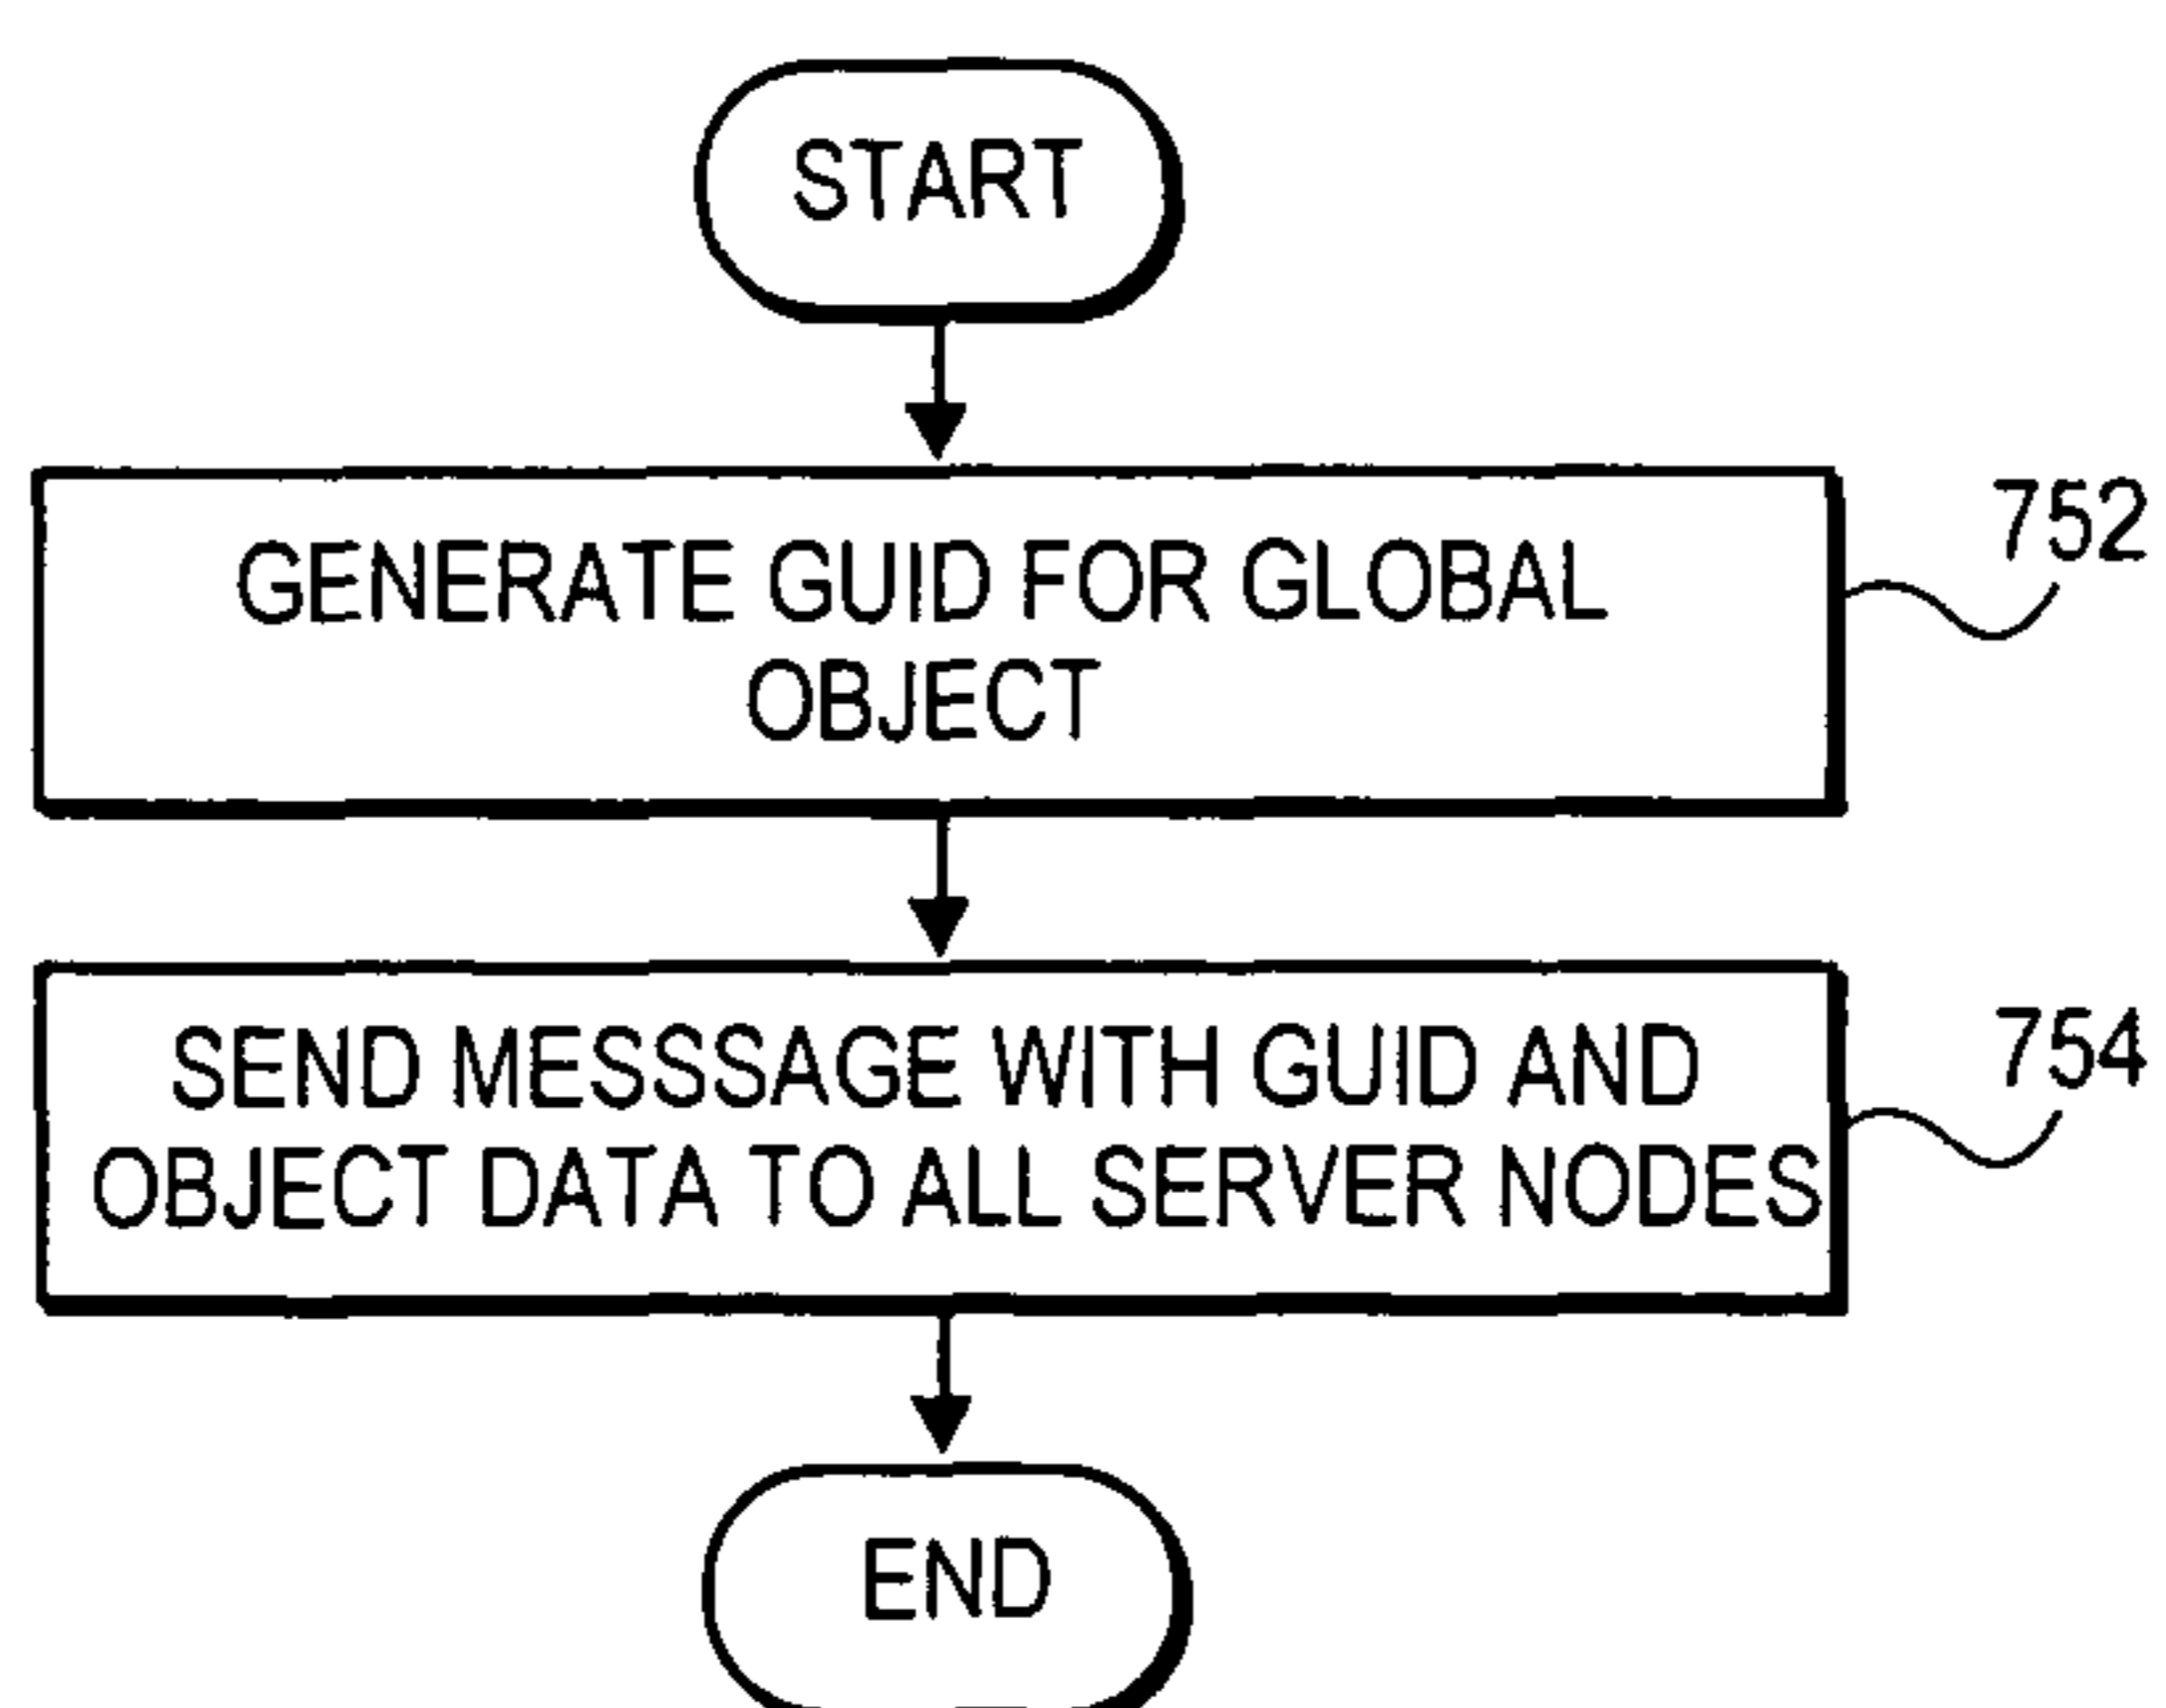 START
GENERATE GUID FOR GLOBAL
OBJECT
752
SEND MESSSAGE WITH GUID AND
OBJECT DATA TO ALL SERVER NODES
754
END